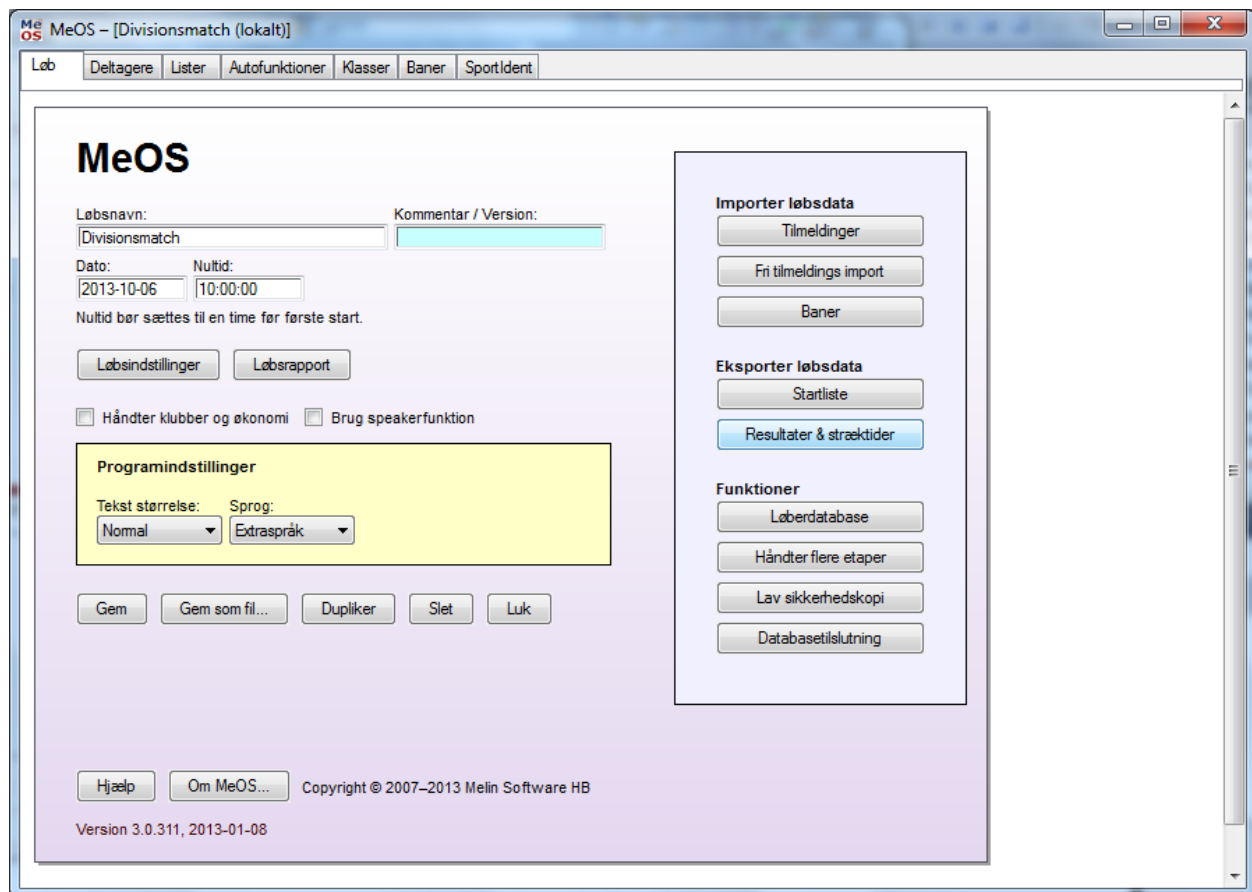 Me
OS MeOS – [Divisionsmatch (lokalt)]
Løb Deltagere Lister Autofunktioner Klasser Baner SportIdent
MeOS
Løbsnavn: Kommentar / Version:
Divisionsmatch
Dato: Nultid:
2013-10-06 10:00:00
Nultid bør sættes til en time før første start.
Løbsindstillinger Løbsrapport
Håndter klubber og økonomi Brug speakerfunktion
Programindstillinger
Tekst størrelse: Sprog:
Normal Extraspråk
Gem Gem som fil... Dupliker Slet Luk
Importer løbsdata
Tilmeldinger
Fri tilmeldings import
Baner
Eksporter løbsdata
Startliste
Resultater & stræktider
Funktioner
Løberdatabase
Håndter flere etaper
Lav sikkerhedskopi
Databasetilslutning
Hjælp Om MeOS... Copyright © 2007–2013 Melin Software HB
Version 3.0.311, 2013-01-08